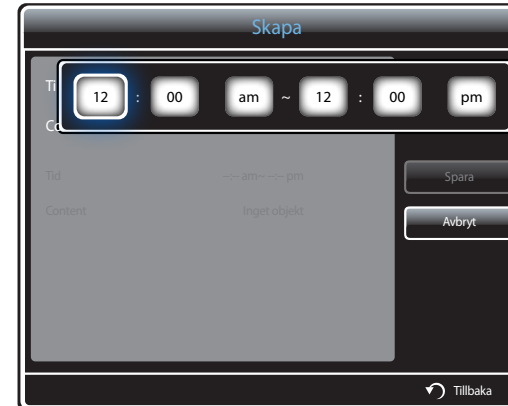 Skapa
12 : 00 am ~ 12 : 00 pm
Tid --:-- am~ --:-- pm
Content Inget objekt
Spara
Avbryt
Tillbaka